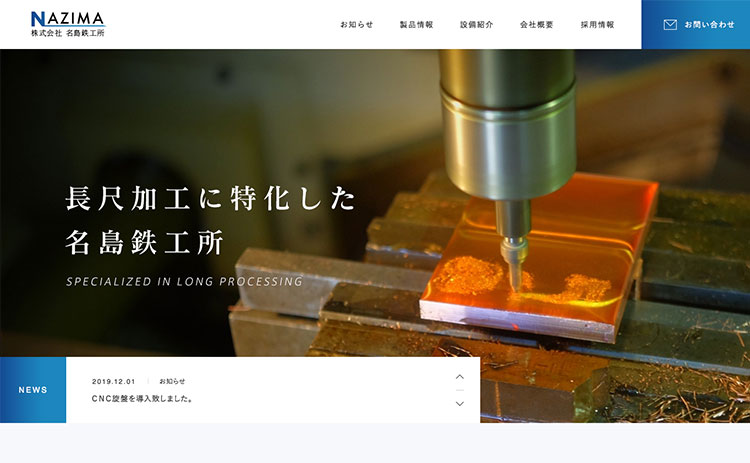 NAZIMA
株式会社 名島鉄工所
お知らせ 製品情報 設備紹介 会社概要 採用情報 お問い合わせ
長尺加工に特化した
名島鉄工所
SPECIALIZED IN LONG PROCESSING
NEWS
2019.12.01 お知らせ
CNC旋盤を導入致しました。